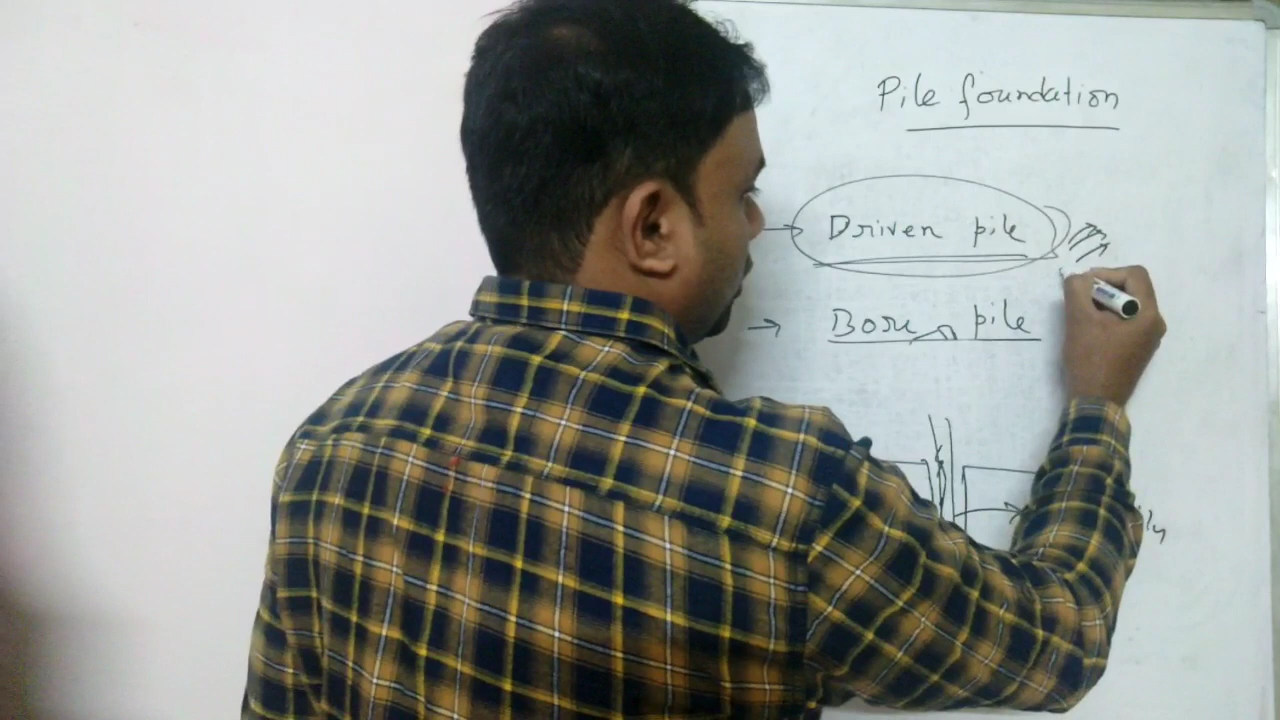 Pile foundation
→ Driven pile
→ Bore pile